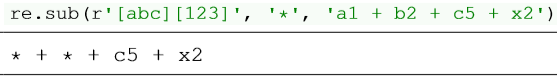 re.sub(r'[abc][123]', '*', 'a1 + b2 + c5 + x2')
* + * + c5 + x2